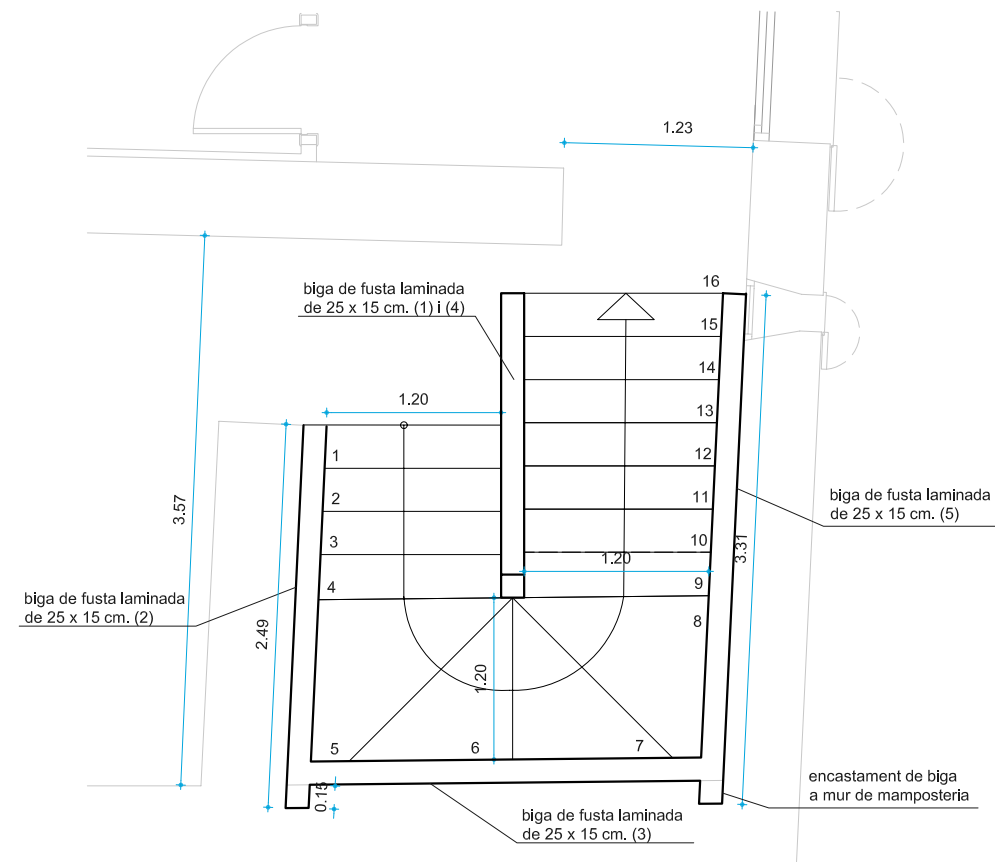 1.23
16
biga de fusta laminada
de 25 x 15 cm. (1) i (4)
15
14
1.20
13
12
1
biga de fusta laminada
de 25 x 15 cm. (5)
2
11
3.57
3
10
3.31
1.20
4
9
biga de fusta laminada
de 25 x 15 cm. (2)
8
2.49
1.20
5
6
7
0.15
encastament de biga
a mur de mamposteria
biga de fusta laminada
de 25 x 15 cm. (3)